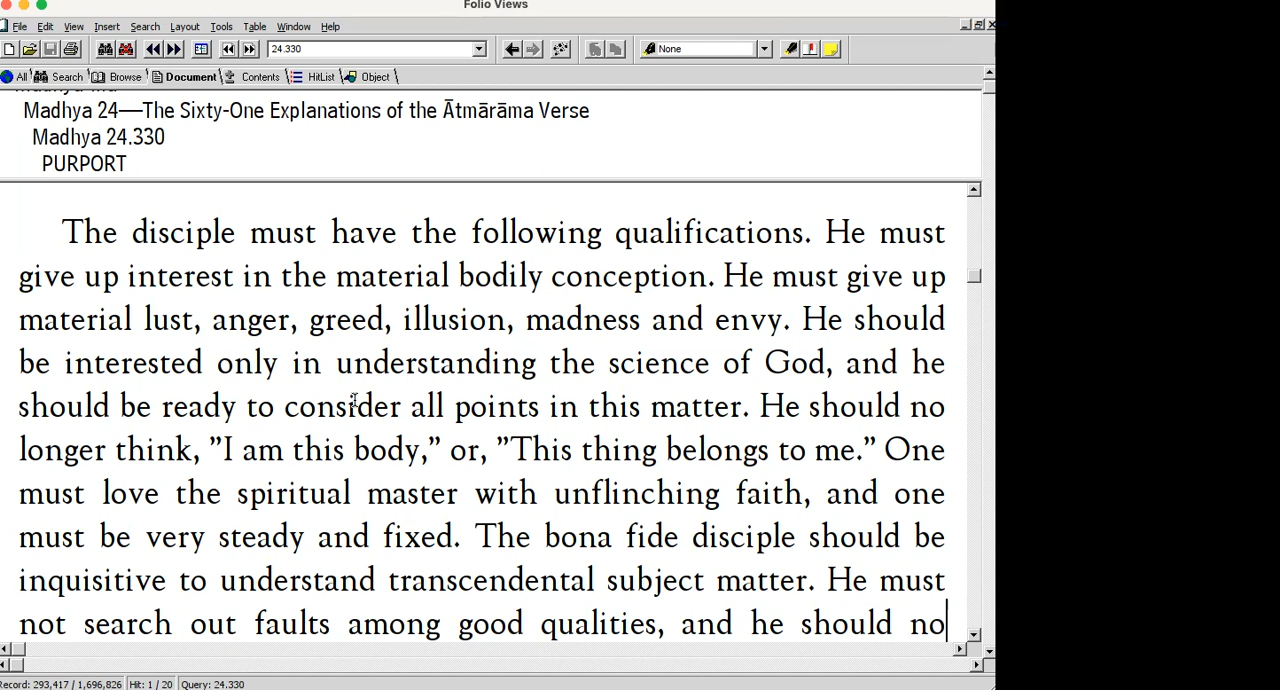 Folio Views
File Edit View Insert Search Layout Tools Table Window Help
24.330 None
All Search Browse Document Contents HitList Object
Madhya 24—The Sixty-One Explanations of the Ātmārāma Verse
Madhya 24.330
PURPORT
The disciple must have the following qualifications. He must
give up interest in the material bodily conception. He must give up
material lust, anger, greed, illusion, madness and envy. He should
be interested only in understanding the science of God, and he
should be ready to consider all points in this matter. He should no
longer think, ”I am this body,” or, ”This thing belongs to me.” One
must love the spiritual master with unflinching faith, and one
must be very steady and fixed. The bona fide disciple should be
inquisitive to understand transcendental subject matter. He must
not search out faults among good qualities, and he should no
Record: 293,417 / 1,696,826 Hit: 1 / 20 Query: 24.330